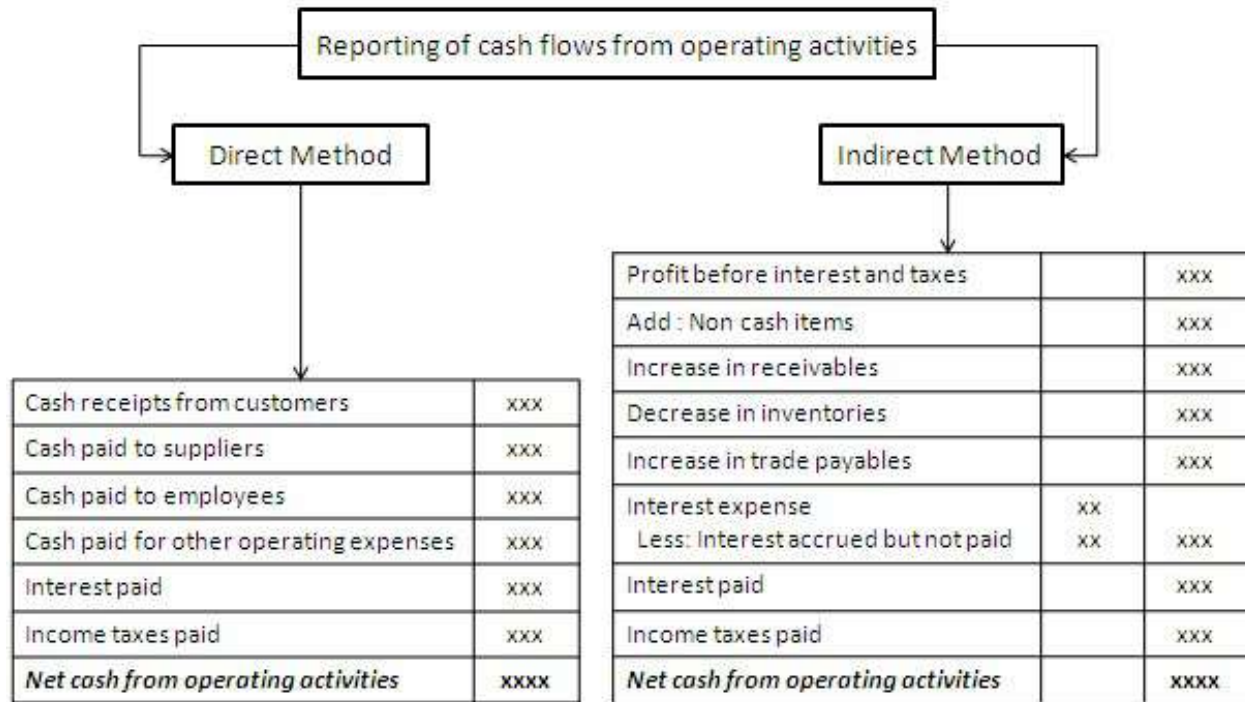 Reporting of cash flows from operating activities
Direct Method
Indirect Method
Cash receipts from customers xxx
Cash paid to suppliers xxx
Cash paid to employees xxx
Cash paid for other operating expenses xxx
Interest paid xxx
Income taxes paid xxx
Net cash from operating activities xxxx
Profit before interest and taxes xxx
Add : Non cash items xxx
Increase in receivables xxx
Decrease in inventories xxx
Increase in trade payables xxx
Interest expense xx
Less: Interest accrued but not paid xx xxx
Interest paid xxx
Income taxes paid xxx
Net cash from operating activities xxxx